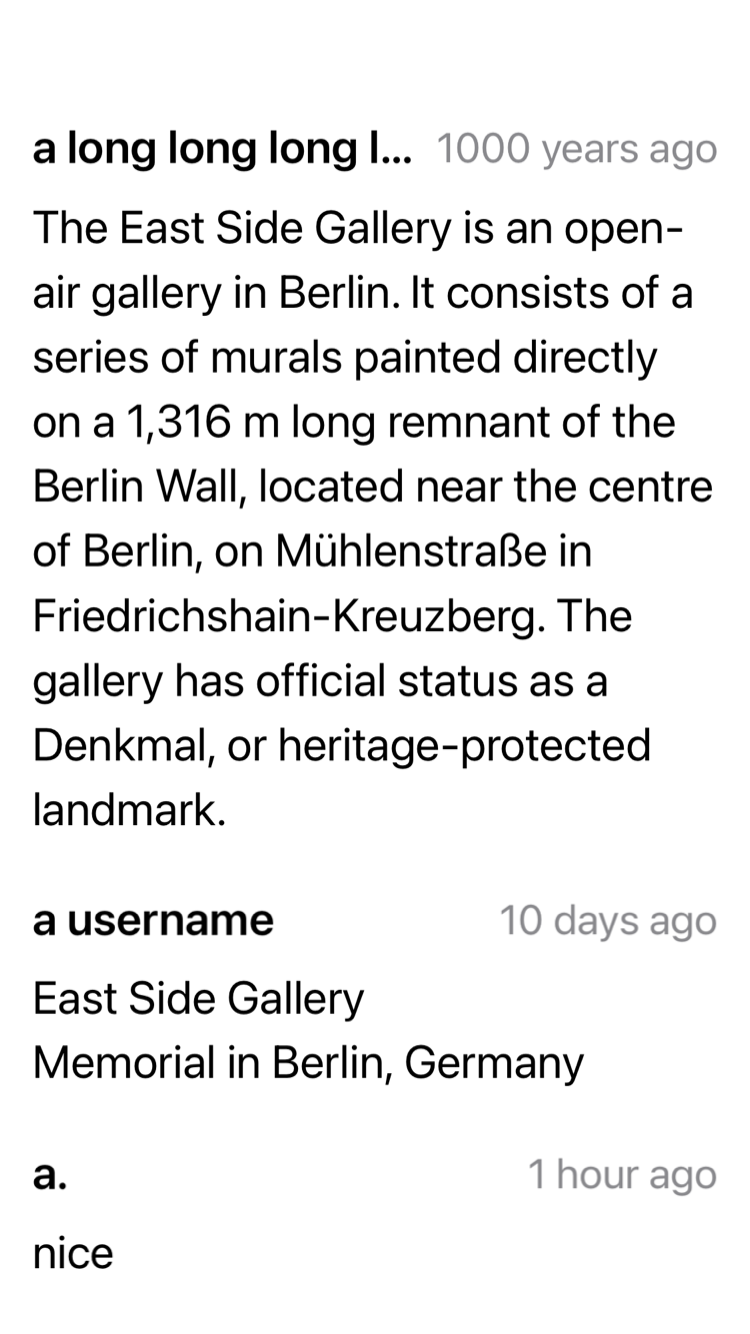 a long long long l... 1000 years ago
The East Side Gallery is an open-
air gallery in Berlin. It consists of a
series of murals painted directly
on a 1,316 m long remnant of the
Berlin Wall, located near the centre
of Berlin, on Mühlenstraße in
Friedrichshain-Kreuzberg. The
gallery has official status as a
Denkmal, or heritage-protected
landmark.
a username 10 days ago
East Side Gallery
Memorial in Berlin, Germany
a. 1 hour ago
nice